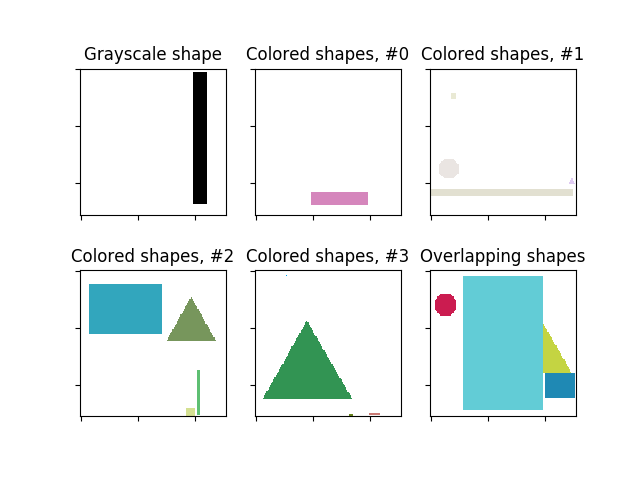 Grayscale shape
Colored shapes, #0
Colored shapes, #1
Colored shapes, #2
Colored shapes, #3
Overlapping shapes